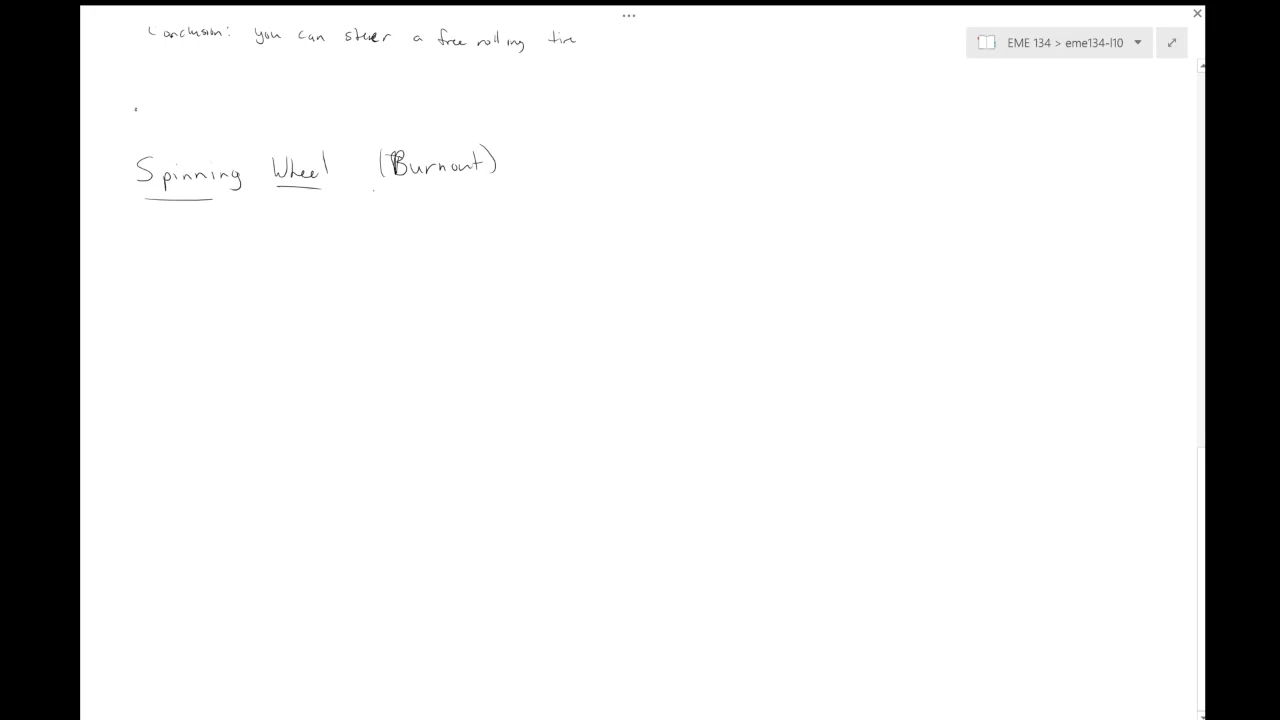 Conclusion: you can steer a free rolling tire
EME 134 > eme134-l10
Spinning Wheel (Burnout)